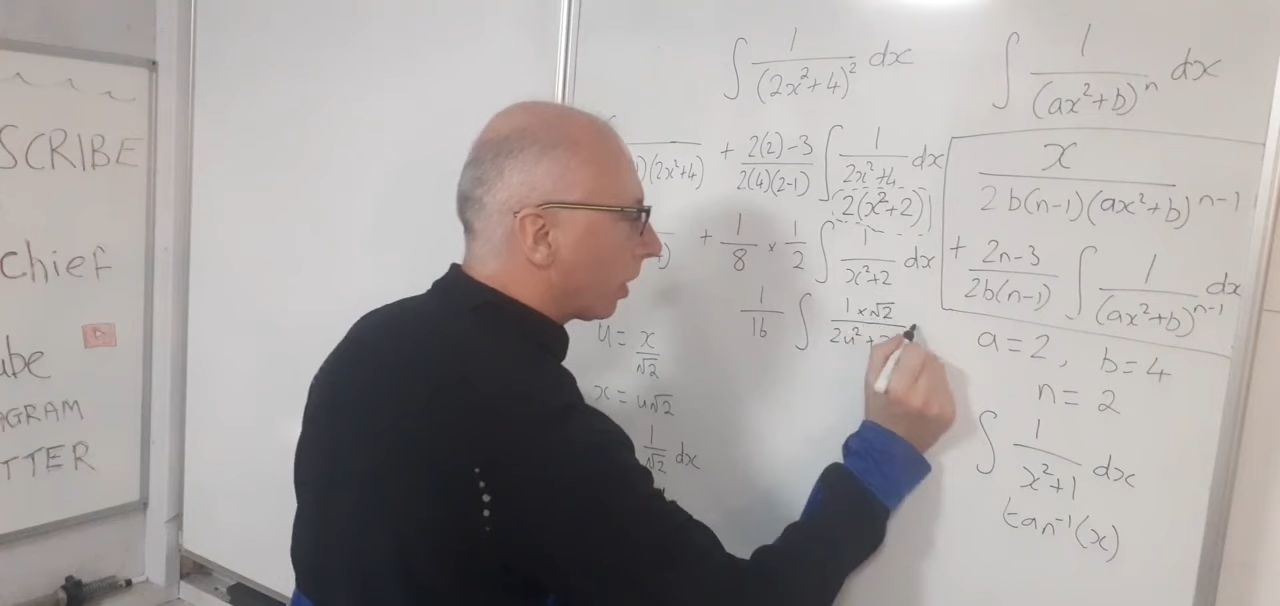 SCRIBE
Chief
ube
AGRAM
TTER
∫ 1/(2x²+4)² dx
)(2x²+4) + 2(2)-3/2(4)(2-1) ∫ 1/2x²+4 dx
(2(x²+2))
+ 1/8 × 1/2 ∫ 1/x²+2 dx
1/16 ∫ 1×√2/2u²+
u = x/√2
x = u√2
1/√2 dx
∫ 1/(ax²+b)ⁿ dx
x/2b(n-1)(ax²+b)ⁿ⁻¹
+ 2n-3/2b(n-1) ∫ 1/(ax²+b)ⁿ⁻¹ dx
a=2, b=4
n=2
∫ 1/x²+1 dx
tan⁻¹(x)